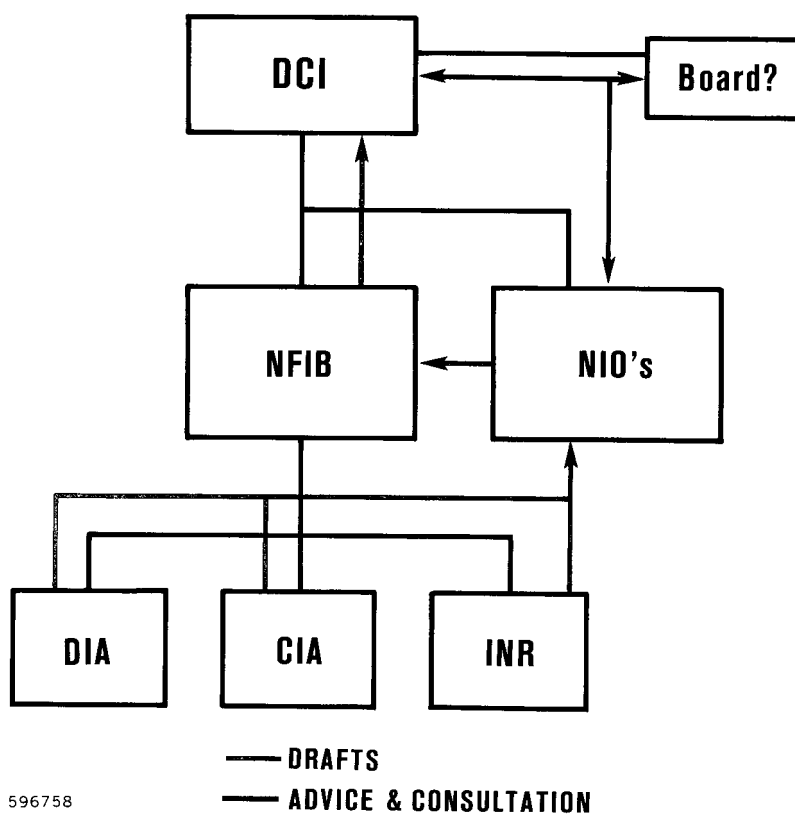 DCI
Board?
NFIB
NIO's
DIA
CIA
INR
DRAFTS
ADVICE & CONSULTATION
596758